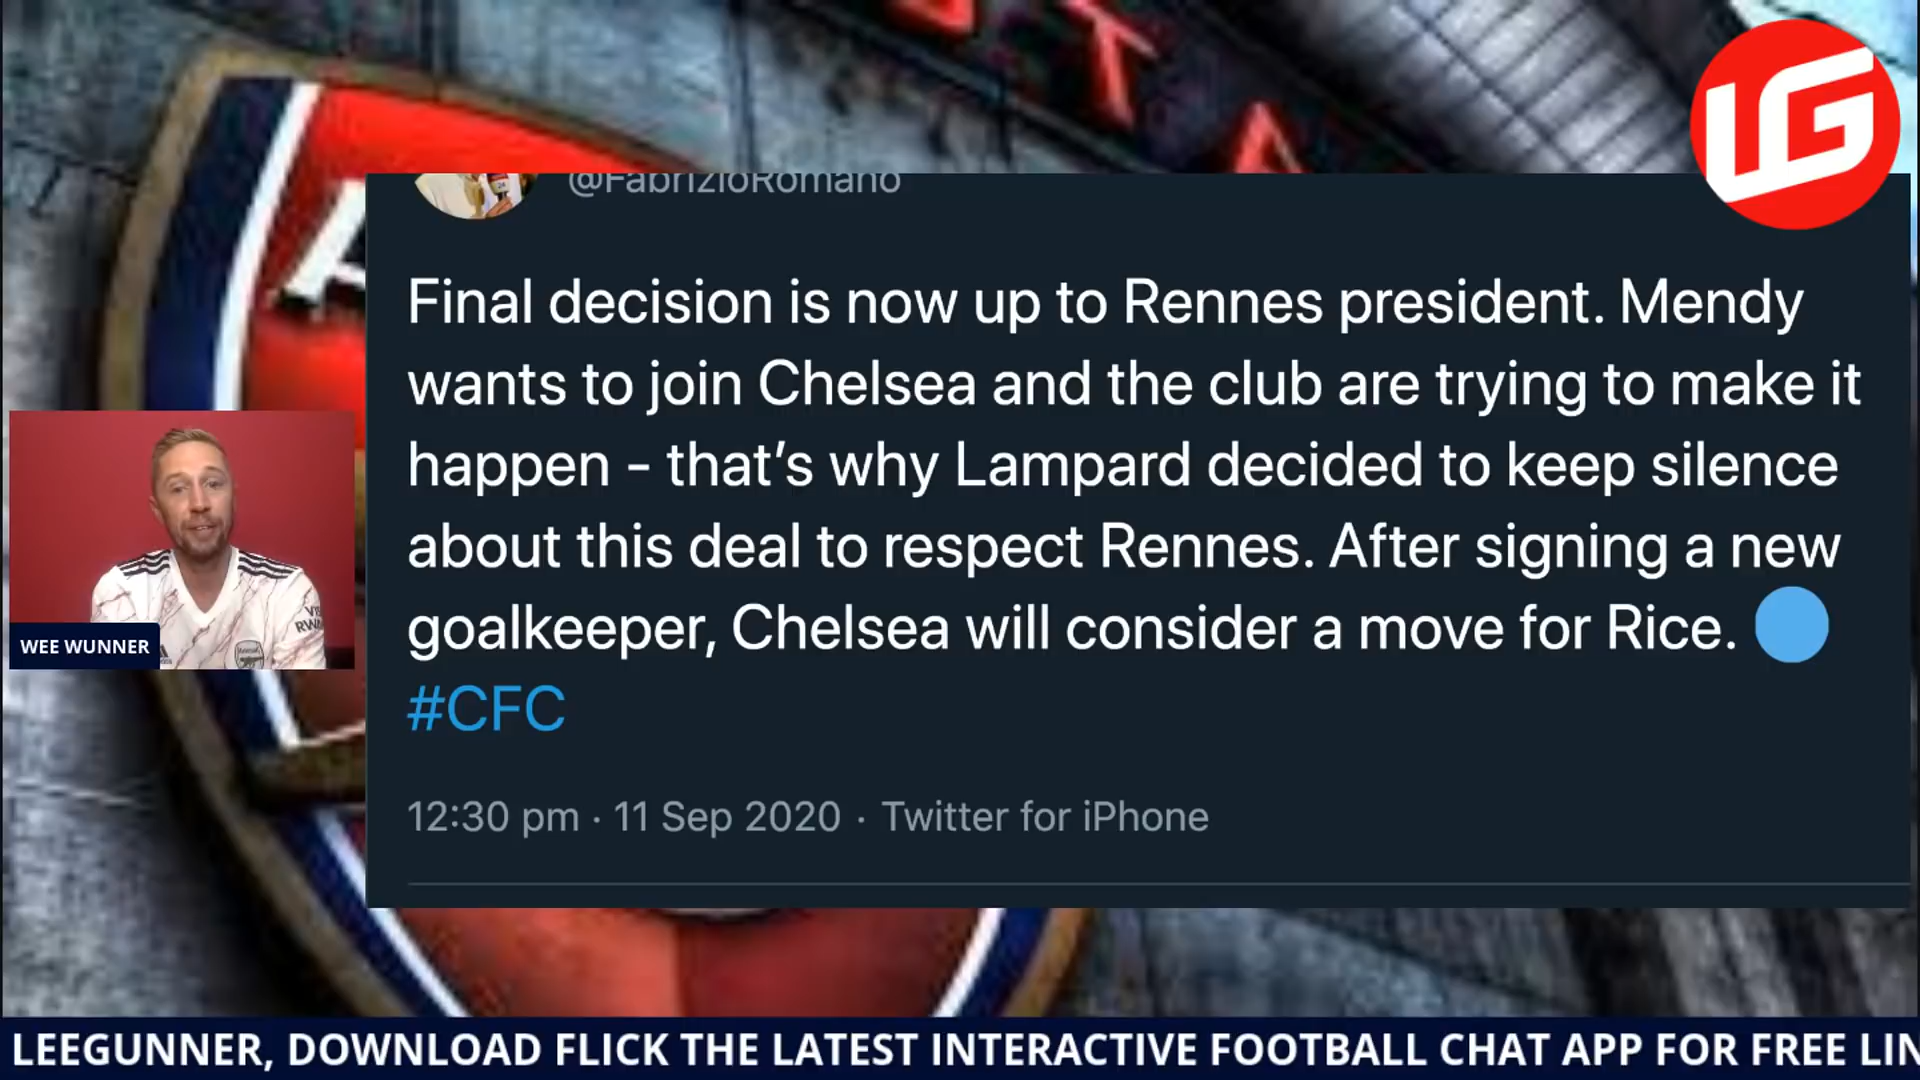 STA
LG
@FabrizioRomano
Final decision is now up to Rennes president. Mendy
wants to join Chelsea and the club are trying to make it
happen - that's why Lampard decided to keep silence
about this deal to respect Rennes. After signing a new
goalkeeper, Chelsea will consider a move for Rice.
#CFC
12:30 pm · 11 Sep 2020 · Twitter for iPhone
WEE WUNNER
LEEGUNNER, DOWNLOAD FLICK THE LATEST INTERACTIVE FOOTBALL CHAT APP FOR FREE LIN